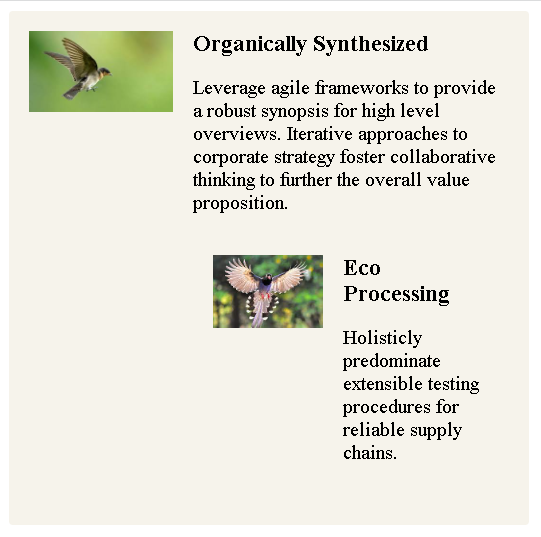 Organically Synthesized
Leverage agile frameworks to provide
a robust synopsis for high level
overviews. Iterative approaches to
corporate strategy foster collaborative
thinking to further the overall value
proposition.
Eco
Processing
Holisticly
predominate
extensible testing
procedures for
reliable supply
chains.